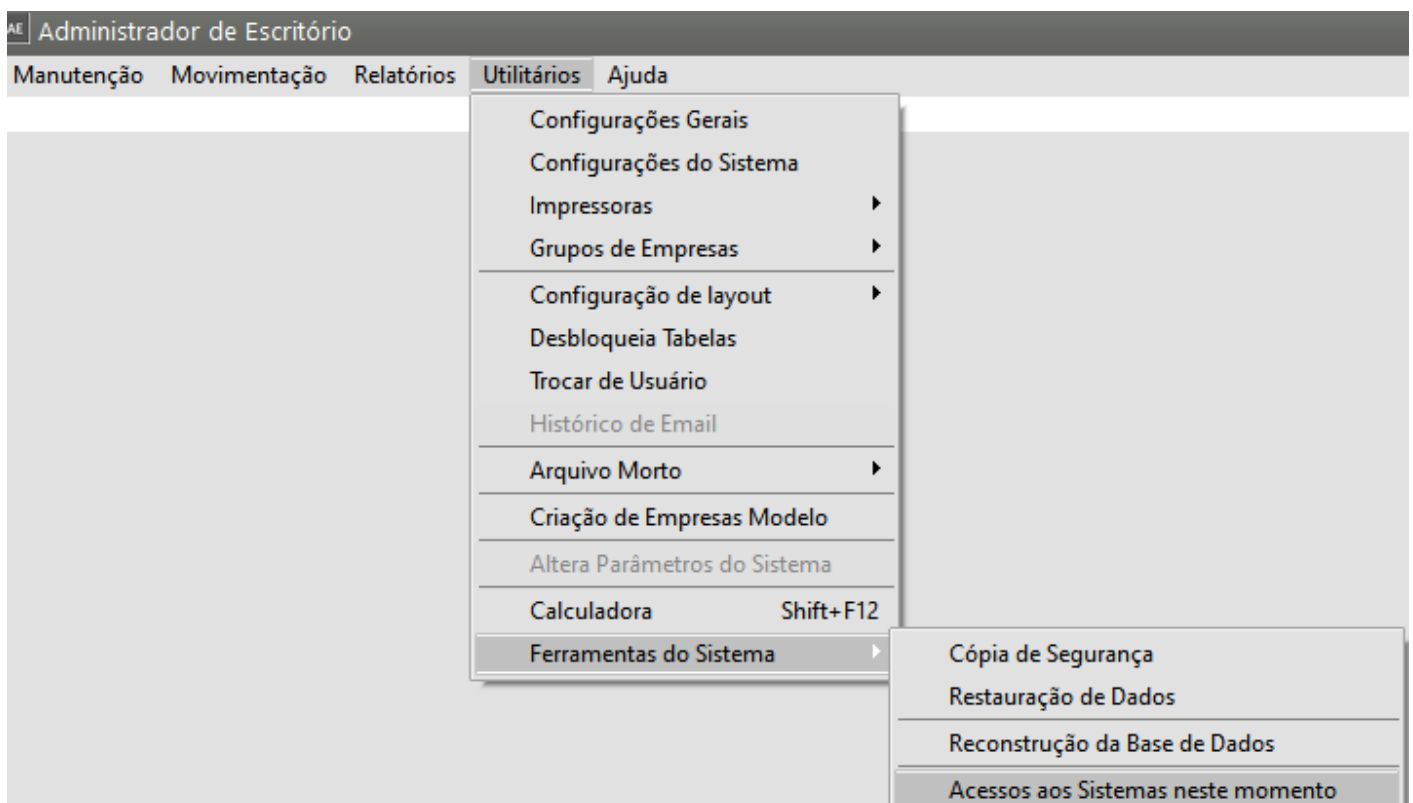 AE Administrador de Escritório
Manutenção Movimentação Relatórios Utilitários Ajuda
Configurações Gerais
Configurações do Sistema
Impressoras
Grupos de Empresas
Configuração de layout
Desbloqueia Tabelas
Trocar de Usuário
Histórico de Email
Arquivo Morto
Criação de Empresas Modelo
Altera Parâmetros do Sistema
Calculadora Shift+F12
Ferramentas do Sistema
Cópia de Segurança
Restauração de Dados
Reconstrução da Base de Dados
Acessos aos Sistemas neste momento